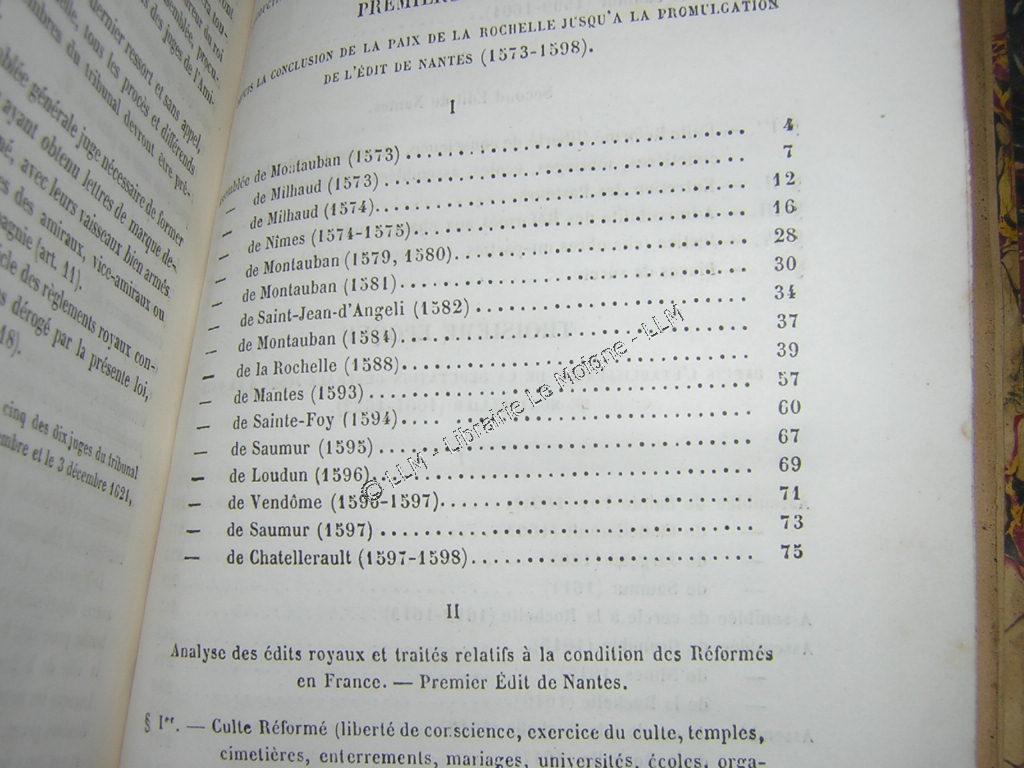 dernier ressort et sans appel,
tous les procès et différends
du tribunal devront être pré-
générale juge nécessaire de former
ayant obtenu lettres de marque de-
avec leurs vaisseaux bien armés
des amiraux, vice-amiraux ou
(art. 11).
des règlements royaux con-
dérogé par la présente loi,
18).
cinq des dix juges du tribunal
et le 3 décembre 1621,
PREMIÈRE
LA CONCLUSION DE LA PAIX DE LA ROCHELLE JUSQU'A LA PROMULGATION
DE L'ÉDIT DE NANTES (1573-1598).
I
de Montauban (1573) 4
— de Milhaud (1573) 7
— de Milhaud (1574) 12
— de Nîmes (1574-1575) 16
— de Montauban (1579, 1580) 28
— de Montauban (1581) 30
— de Saint-Jean-d'Angeli (1582) 34
— de Montauban (1584) 37
— de la Rochelle (1588) 39
— de Mantes (1593) 57
— de Sainte-Foy (1594) 60
— de Saumur (1595) 67
— de Loudun (1596) 69
— de Vendôme (1596-1597) 71
— de Saumur (1597) 73
— de Chatellerault (1597-1598) 75
II
Analyse des édits royaux et traités relatifs à la condition des Réformés
en France. — Premier Édit de Nantes.
§ Ier. — Culte Réformé (liberté de conscience, exercice du culte, temples,
cimetières, enterrements, mariages, universités, écoles, orga-
© LLM - Librairie Le Moigne - LLM